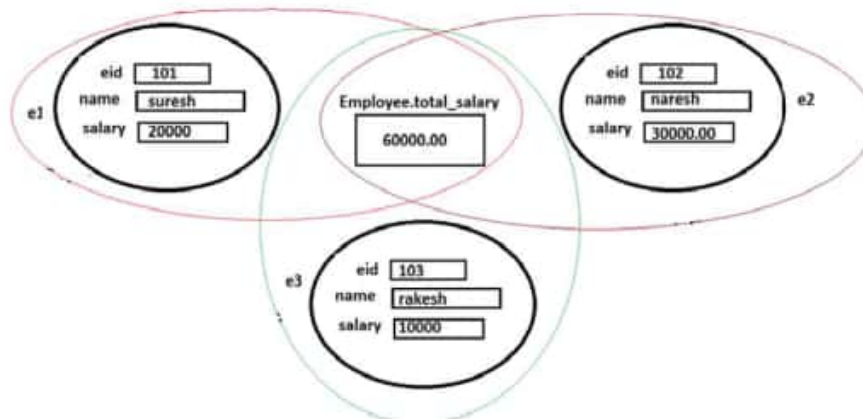 e1
eid 101
name suresh
salary 20000
Employee.total_salary
60000.00
e2
eid 102
name naresh
salary 30000.00
e3
eid 103
name rakesh
salary 10000